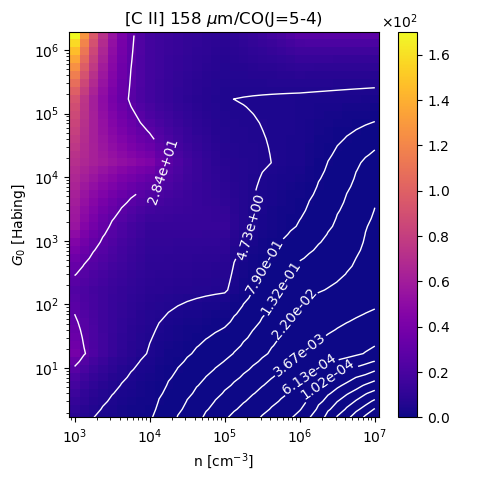 [C II] 158 μm/CO(J=5-4)
×10²
10⁶
10⁵
10⁴
10³
10²
10¹
G₀ [Habing]
2.84e+01
4.73e+00
7.90e-01
1.32e-01
2.20e-02
3.67e-03
6.13e-04
1.02e-04
1.6
1.4
1.2
1.0
0.8
0.6
0.4
0.2
0.0
10³ 10⁴ 10⁵ 10⁶ 10⁷
n [cm⁻³]